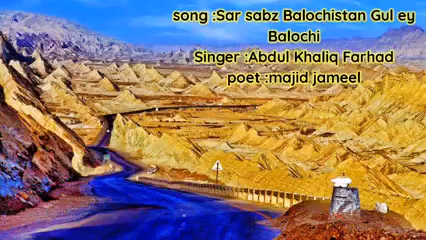 song :Sar sabz Balochistan Gul ey
Balochi
Singer :Abdul Khaliq Farhad
poet :majid jameel